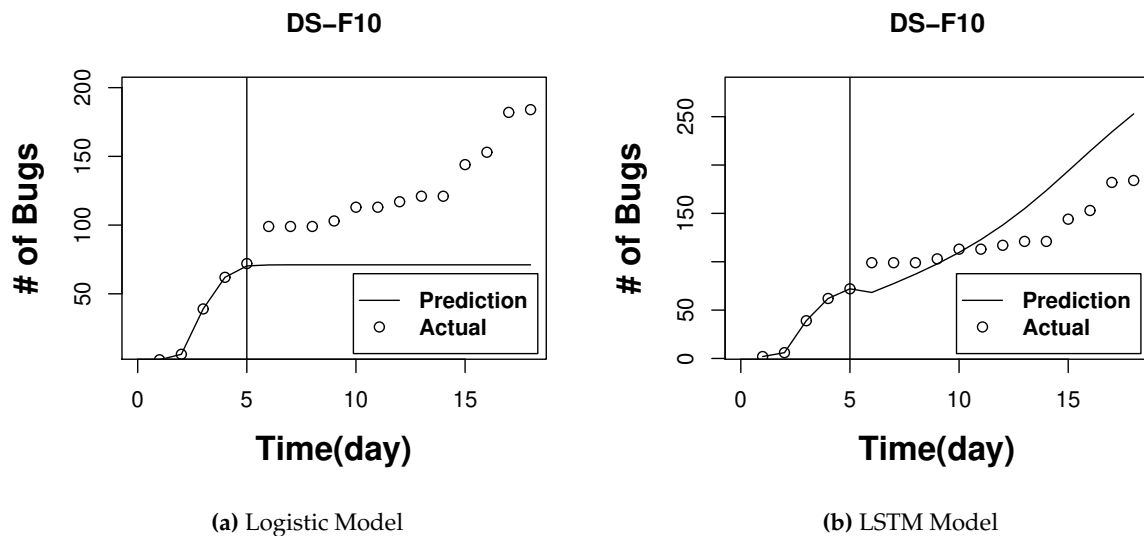 DS−F10
# of Bugs
200
150
100
50
0
5
10
15
Prediction
Actual
Time(day)
(a) Logistic Model
DS−F10
# of Bugs
250
150
50
0
0
5
10
15
Prediction
Actual
Time(day)
(b) LSTM Model